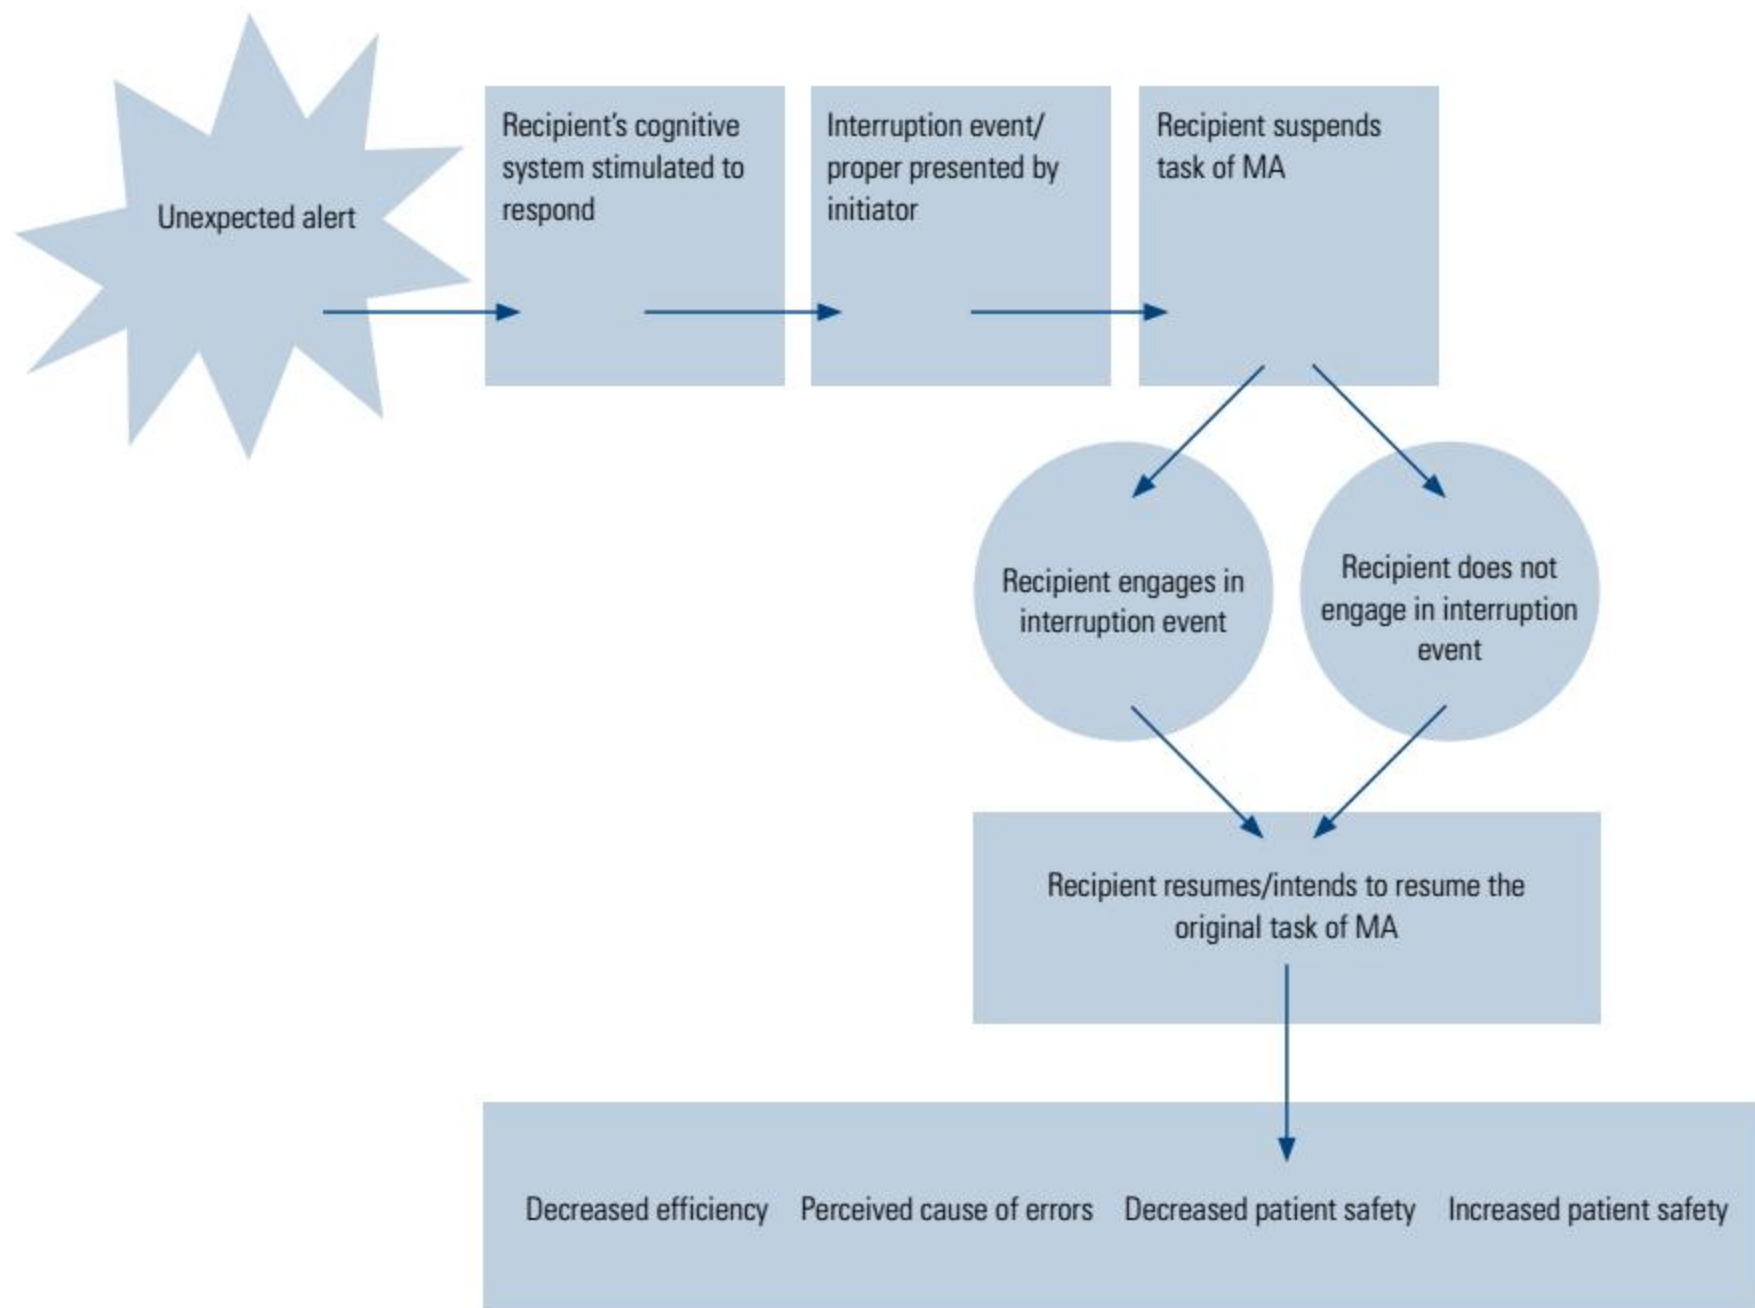 Unexpected alert
Recipient's cognitive
system stimulated to
respond
Interruption event/
proper presented by
initiator
Recipient suspends
task of MA
Recipient engages in
interruption event
Recipient does not
engage in interruption
event
Recipient resumes/intends to resume the
original task of MA
Decreased efficiency
Perceived cause of errors
Decreased patient safety
Increased patient safety